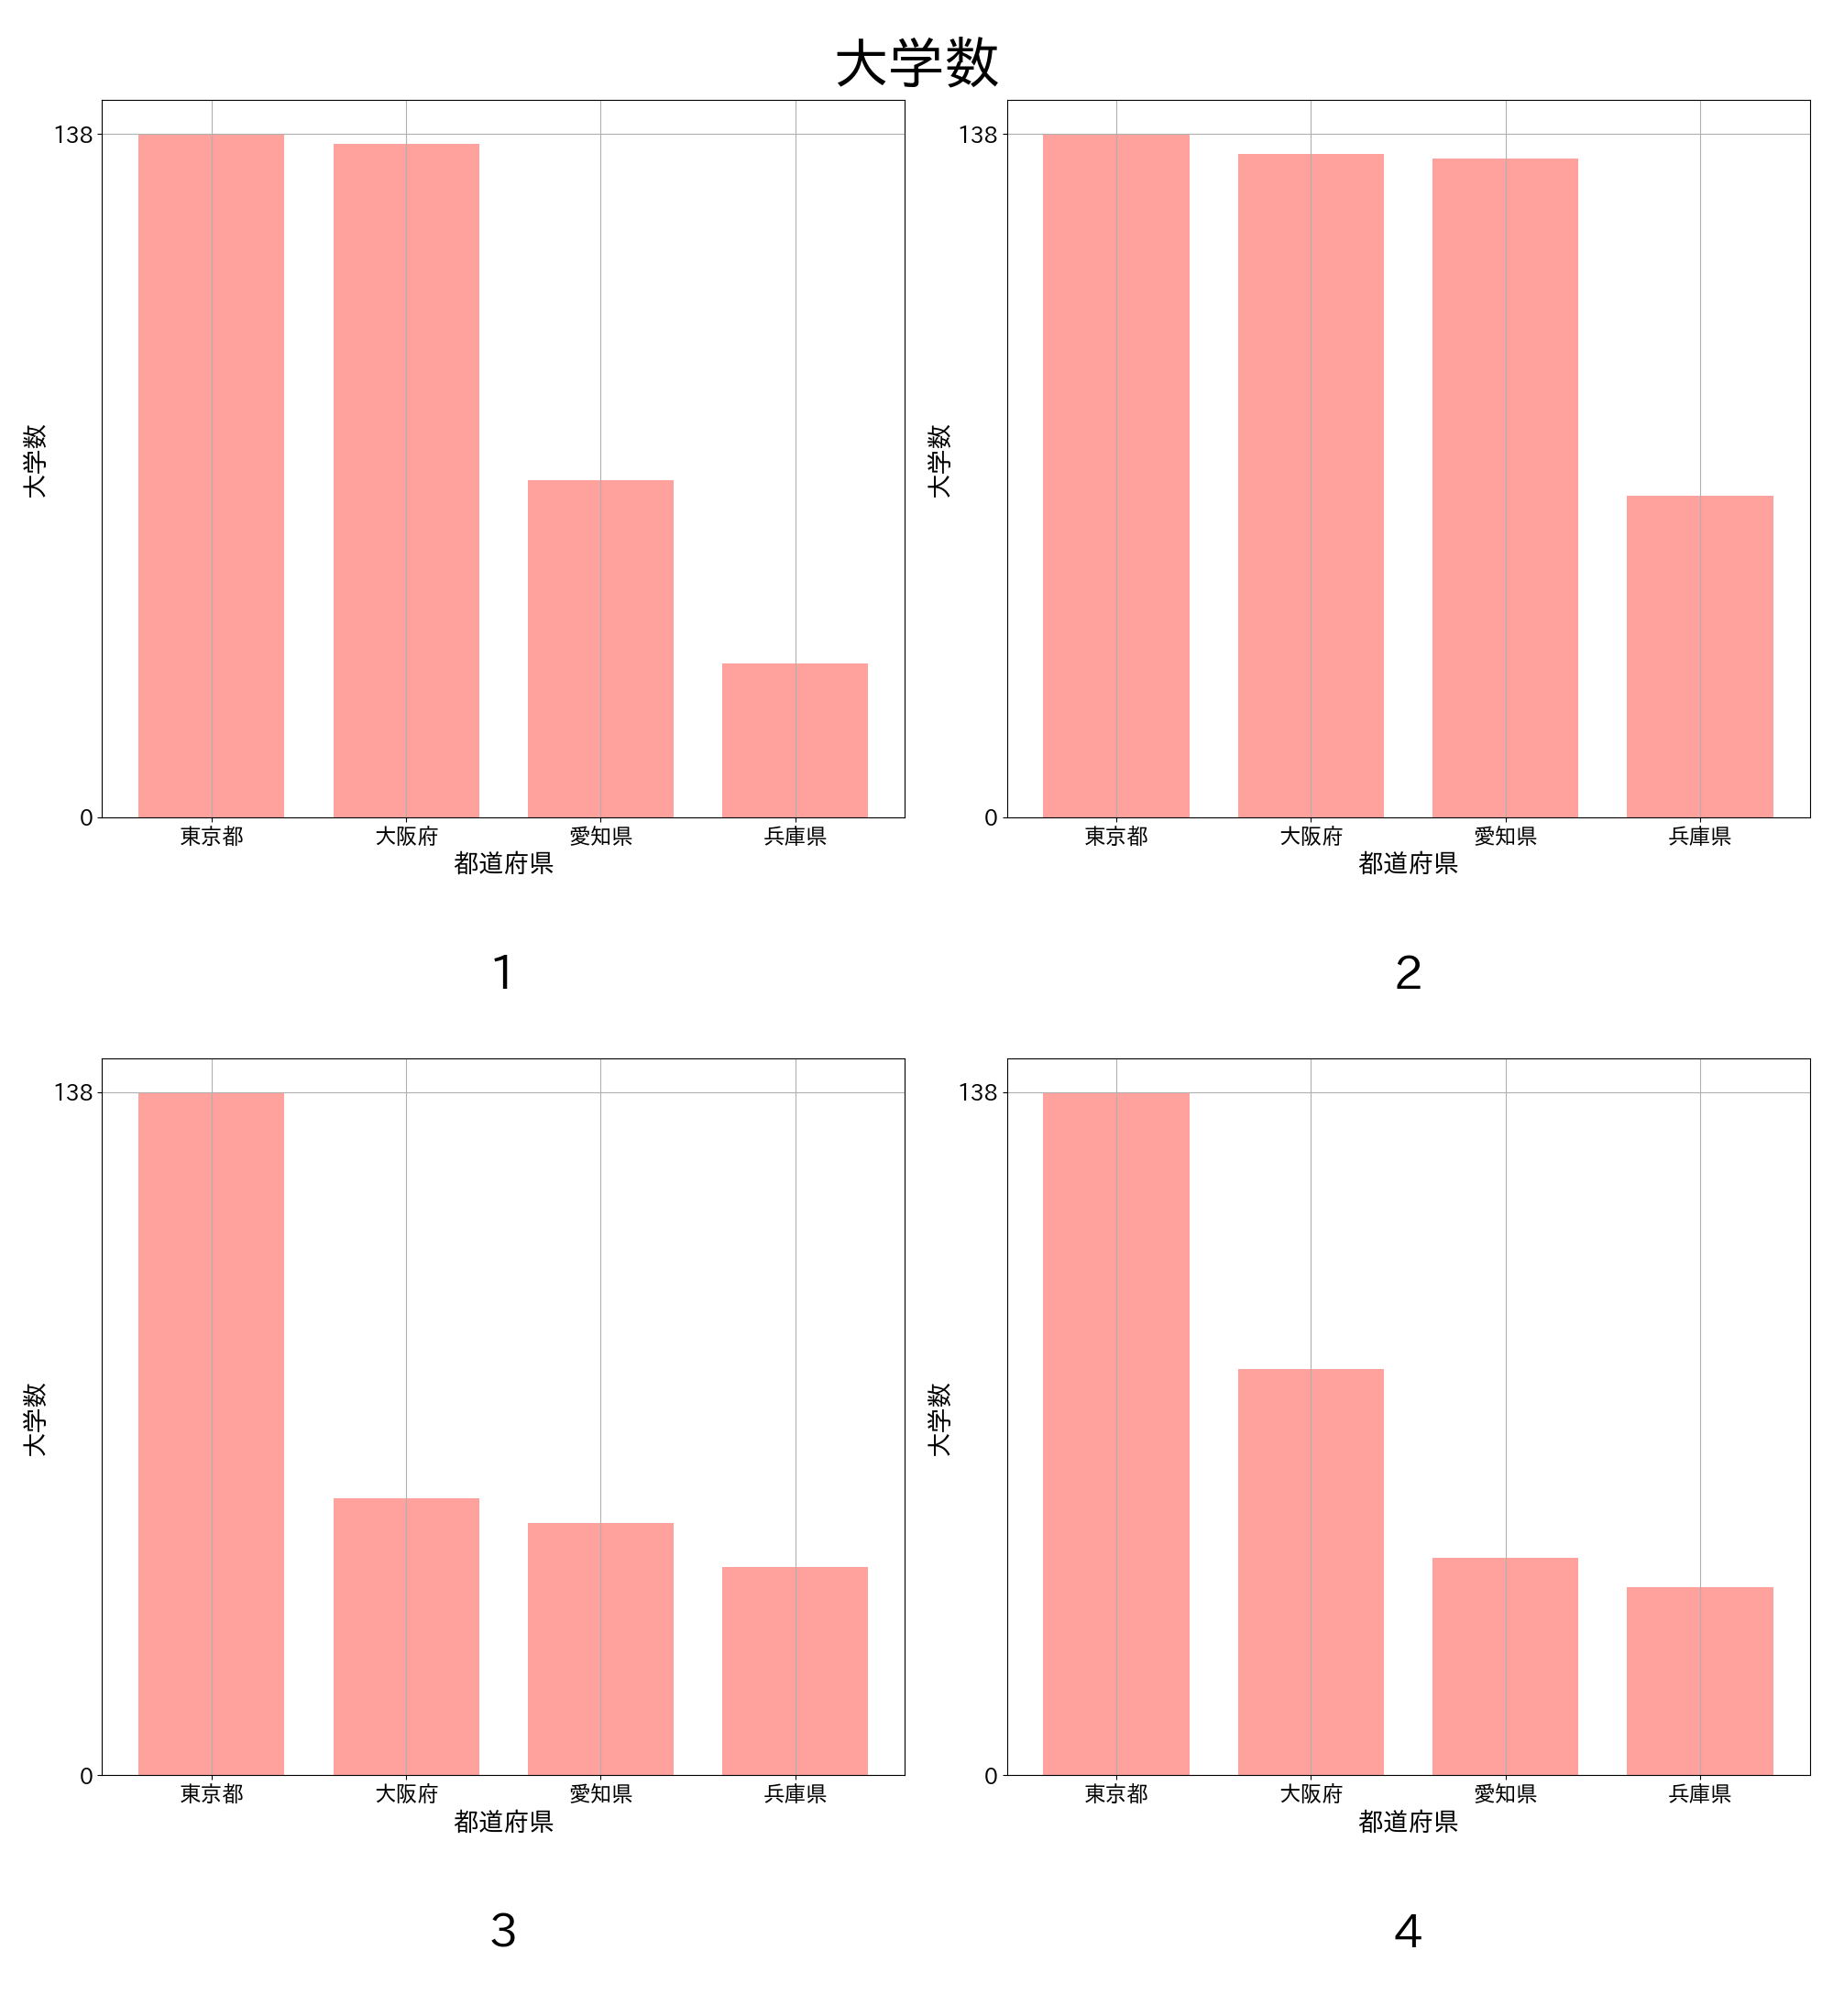 大学数
138
0
大学数
東京都 大阪府 愛知県 兵庫県
都道府県
1
138
0
大学数
東京都 大阪府 愛知県 兵庫県
都道府県
2
138
0
大学数
東京都 大阪府 愛知県 兵庫県
都道府県
3
138
0
大学数
東京都 大阪府 愛知県 兵庫県
都道府県
4